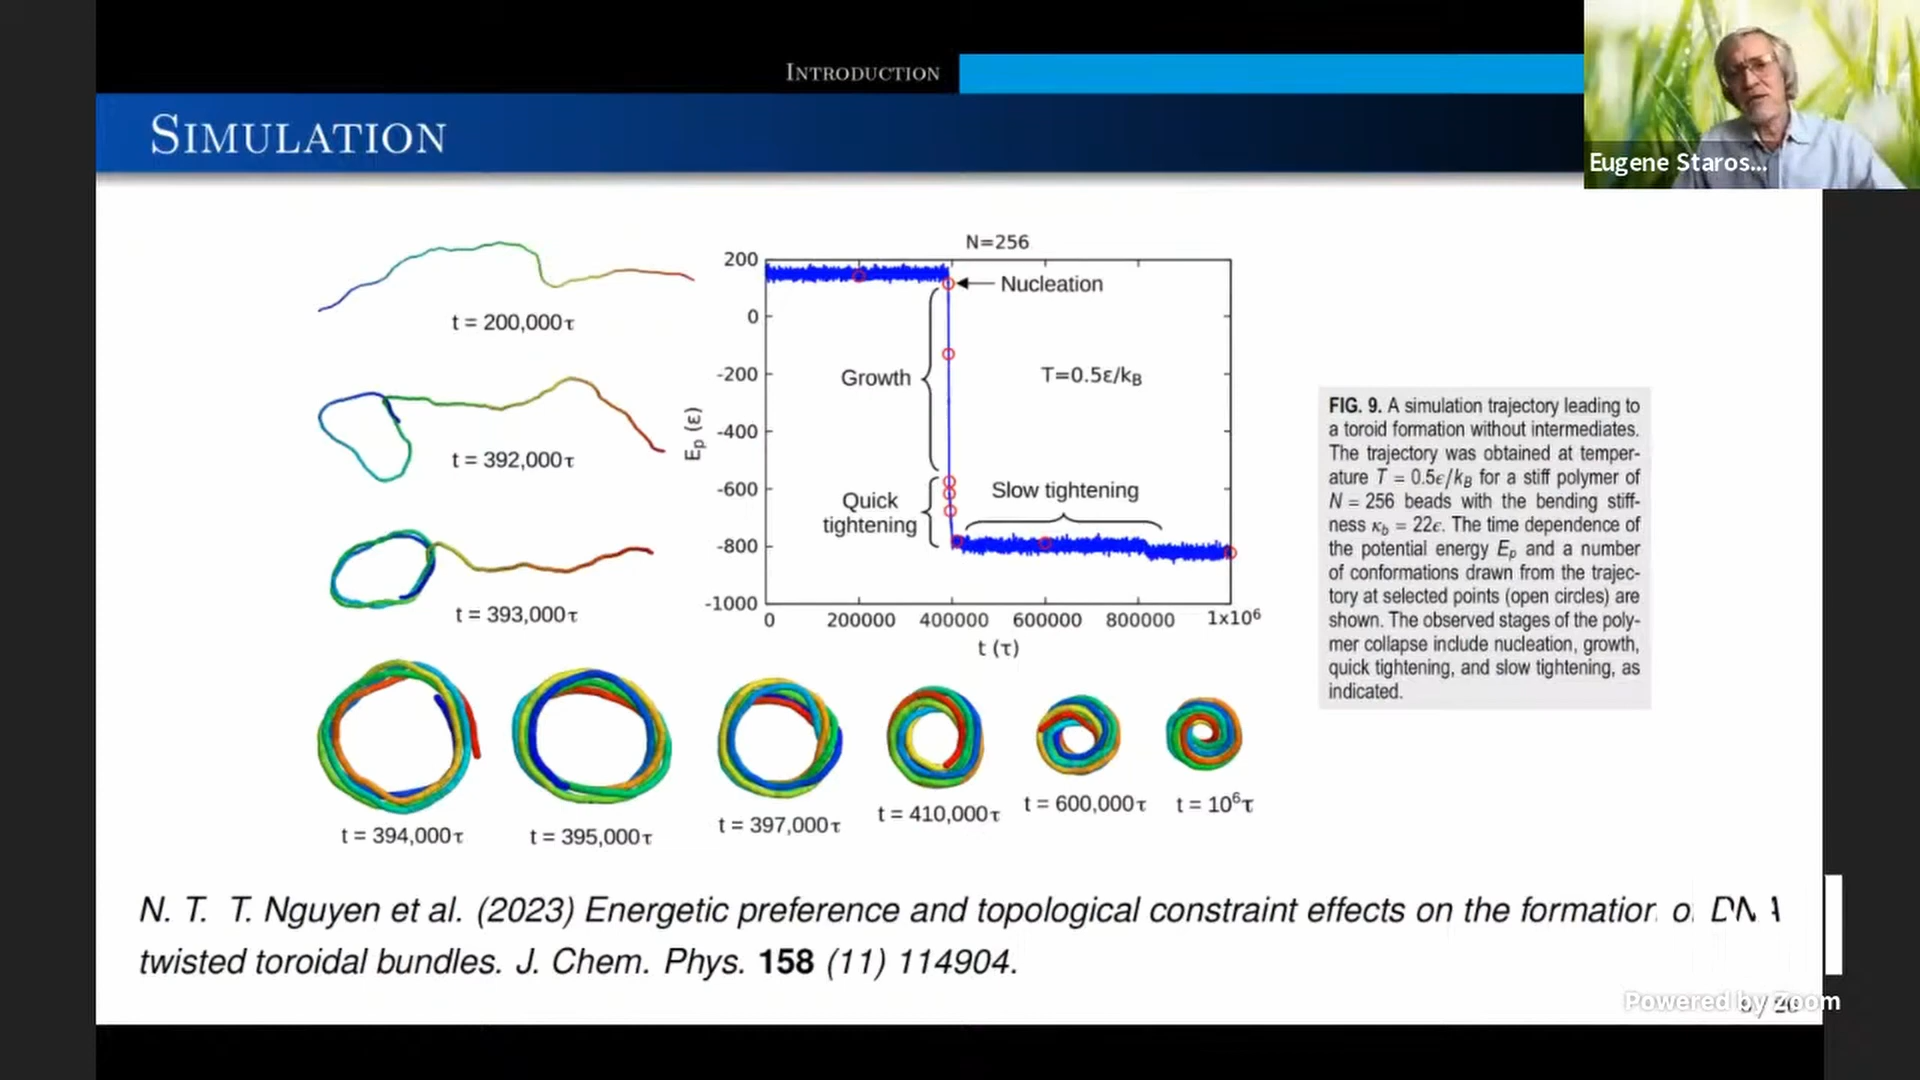 INTRODUCTION
SIMULATION
Eugene Staros...
t = 200,000τ
t = 392,000τ
t = 393,000τ
N=256
200
0
-200
-400
-600
-800
-1000
Ep (ε)
Nucleation
Growth
T=0.5ε/kB
Quick
tightening
Slow tightening
0 200000 400000 600000 800000 1x10⁶
t (τ)
t = 394,000τ
t = 395,000τ
t = 397,000τ
t = 410,000τ
t = 600,000τ
t = 10⁶τ
FIG. 9. A simulation trajectory leading to
a toroid formation without intermediates.
The trajectory was obtained at temper-
ature T = 0.5ϵ/kB for a stiff polymer of
N = 256 beads with the bending stiff-
ness κb = 22ϵ. The time dependence of
the potential energy Ep and a number
of conformations drawn from the trajec-
tory at selected points (open circles) are
shown. The observed stages of the poly-
mer collapse include nucleation, growth,
quick tightening, and slow tightening, as
indicated.
N. T. T. Nguyen et al. (2023) Energetic preference and topological constraint effects on the formation of DNA
twisted toroidal bundles. J. Chem. Phys. 158 (11) 114904.
Powered by Zoom